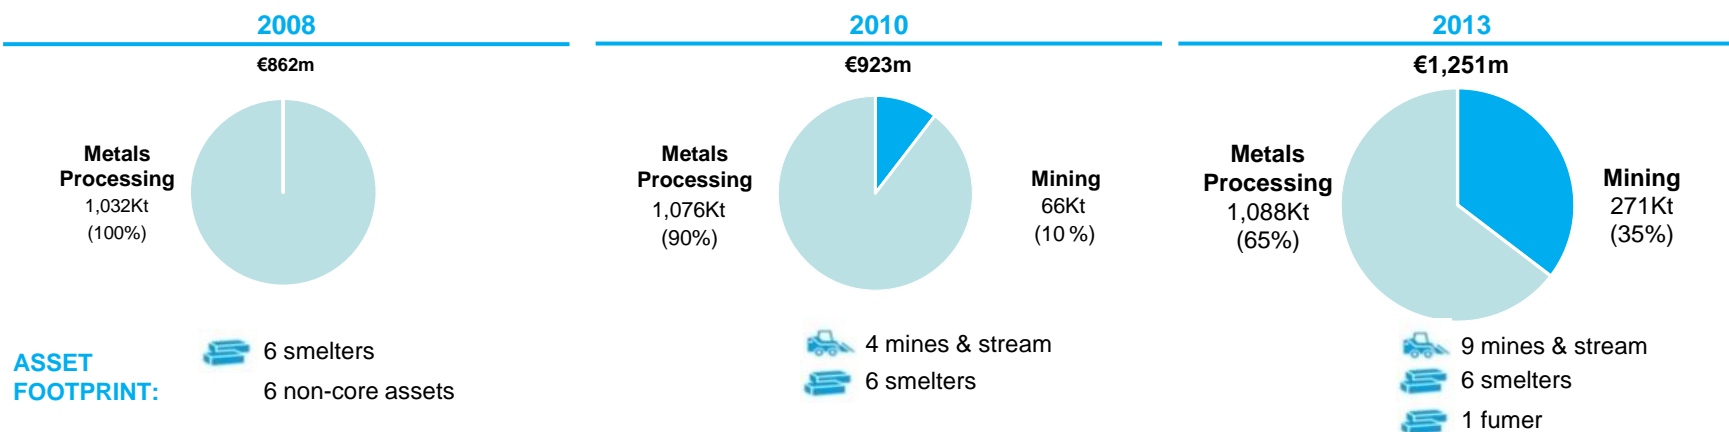 2008
€862m
Metals
Processing
1,032Kt
(100%)
2010
€923m
Metals
Processing
1,076Kt
(90%)
Mining
66Kt
(10 %)
2013
€1,251m
Metals
Processing
1,088Kt
(65%)
Mining
271Kt
(35%)
ASSET
FOOTPRINT:
6 smelters
6 non-core assets
4 mines & stream
6 smelters
9 mines & stream
6 smelters
1 fumer